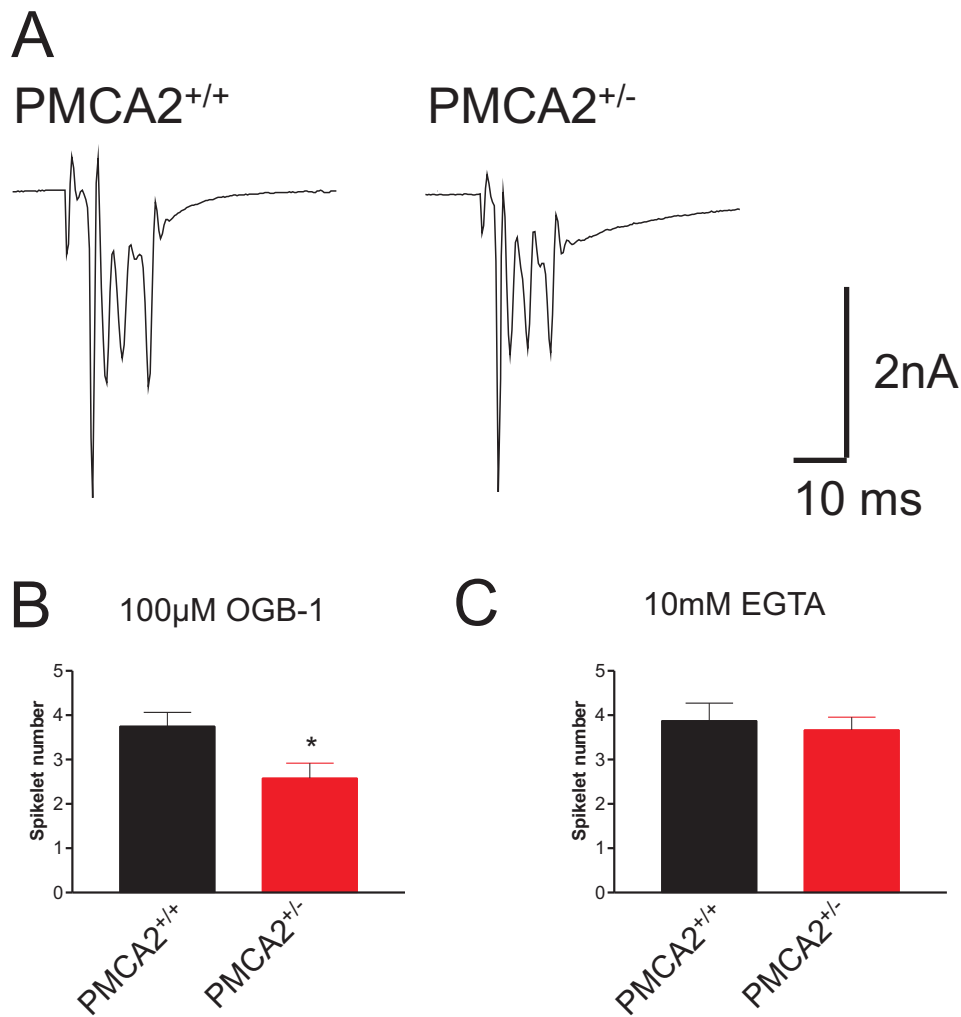 A
PMCA2+/+
PMCA2+/-
2nA
10 ms
B
100µM OGB-1
Spikelet number
5
4
3
2
1
0
*
PMCA2+/+
PMCA2+/-
C
10mM EGTA
Spikelet number
5
4
3
2
1
0
PMCA2+/+
PMCA2+/-